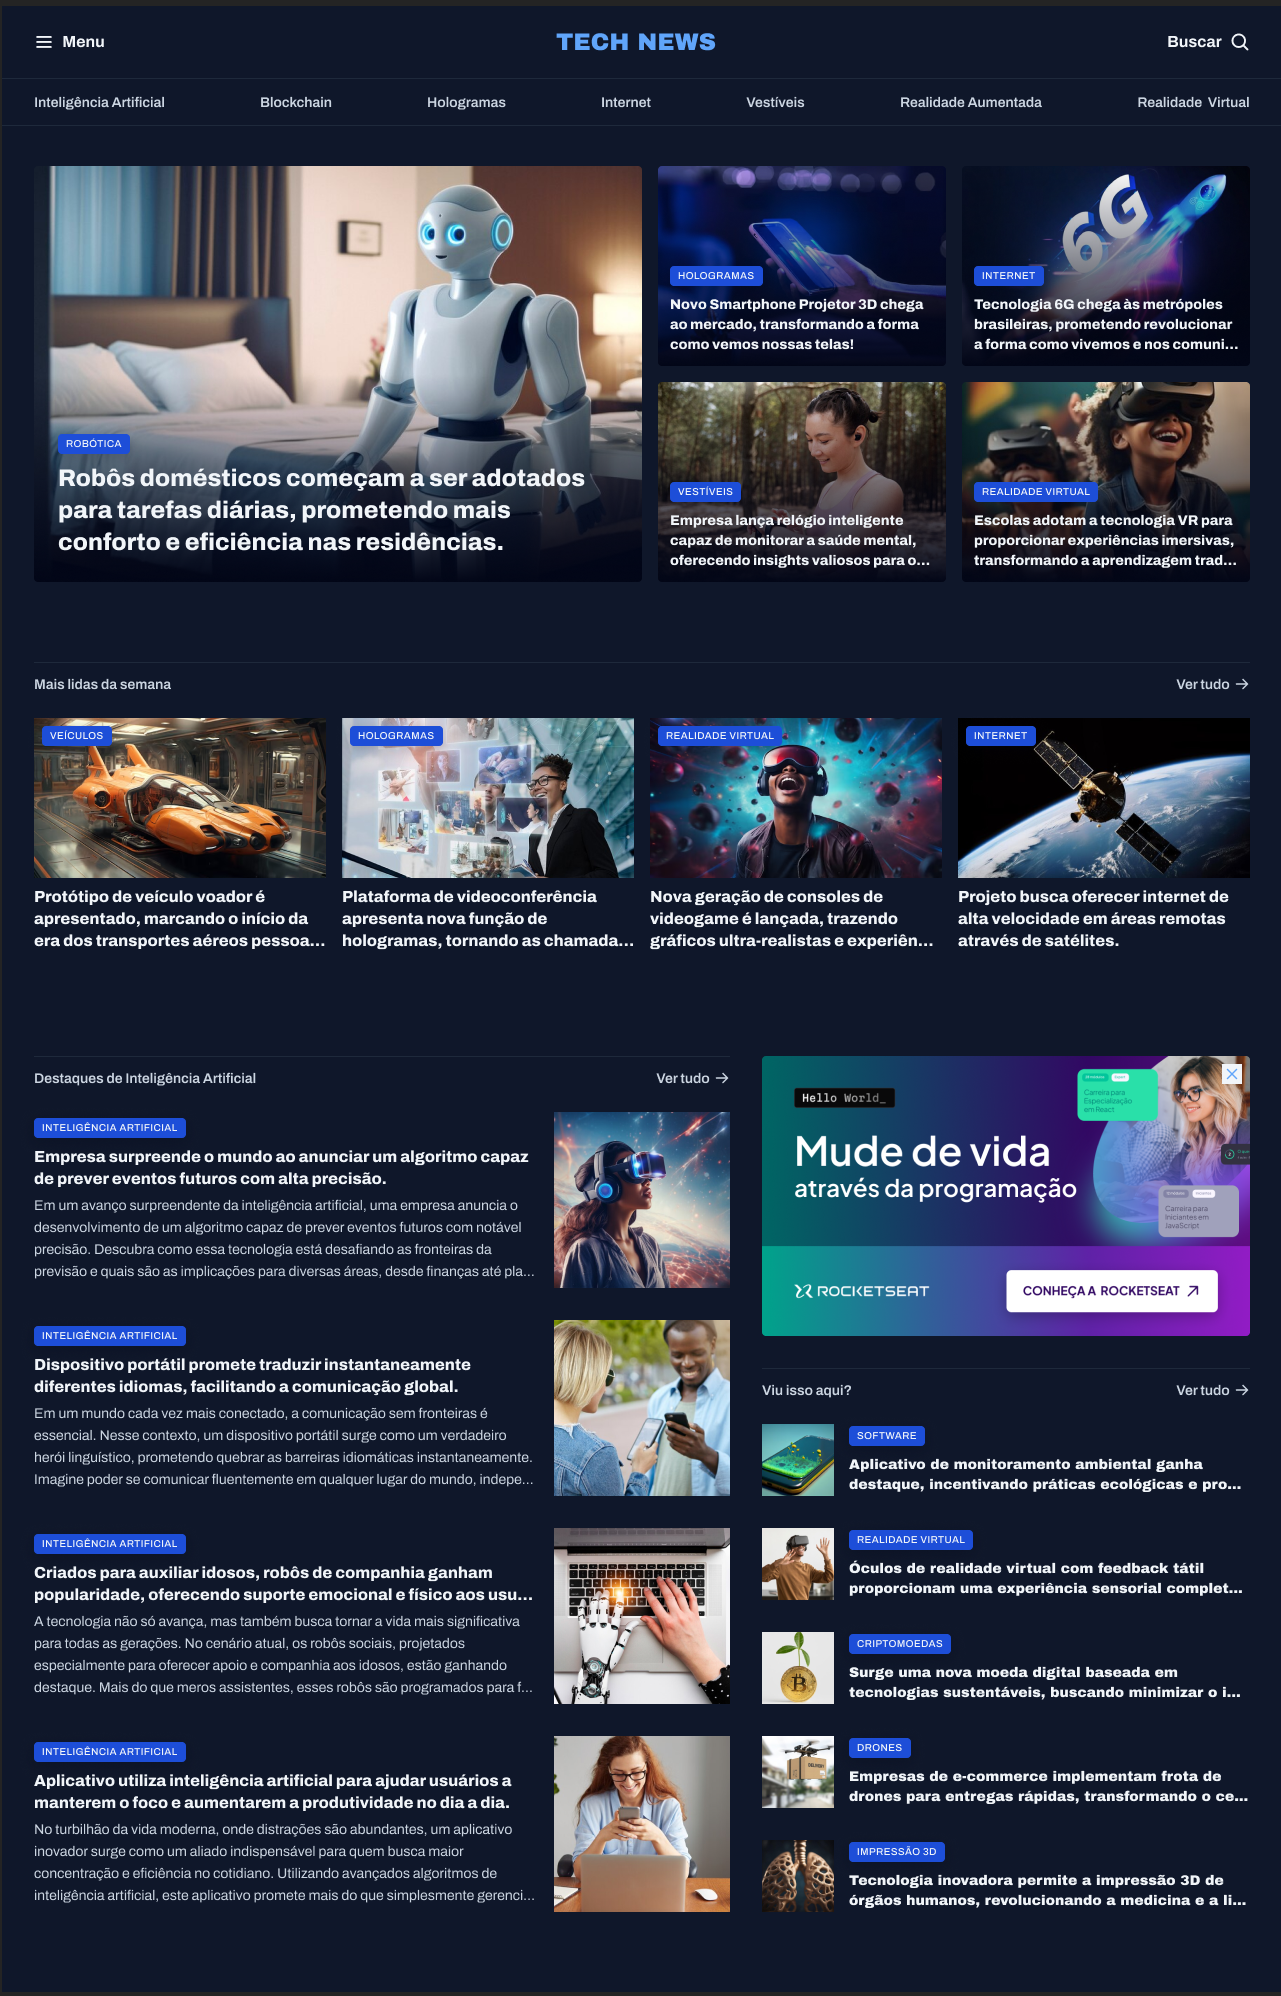 Menu
TECH NEWS
Buscar
Inteligência Artificial
Blockchain
Hologramas
Internet
Vestíveis
Realidade Aumentada
Realidade Virtual
ROBÓTICA
Robôs domésticos começam a ser adotados
para tarefas diárias, prometendo mais
conforto e eficiência nas residências.
HOLOGRAMAS
Novo Smartphone Projetor 3D chega
ao mercado, transformando a forma
como vemos nossas telas!
6G
INTERNET
Tecnologia 6G chega às metrópoles
brasileiras, prometendo revolucionar
a forma como vivemos e nos comuni...
VESTÍVEIS
Empresa lança relógio inteligente
capaz de monitorar a saúde mental,
oferecendo insights valiosos para o...
REALIDADE VIRTUAL
Escolas adotam a tecnologia VR para
proporcionar experiências imersivas,
transformando a aprendizagem trad...
Mais lidas da semana
Ver tudo
VEÍCULOS
Protótipo de veículo voador é
apresentado, marcando o início da
era dos transportes aéreos pessoa...
HOLOGRAMAS
Plataforma de videoconferência
apresenta nova função de
hologramas, tornando as chamada...
REALIDADE VIRTUAL
Nova geração de consoles de
videogame é lançada, trazendo
gráficos ultra-realistas e experiên...
INTERNET
Projeto busca oferecer internet de
alta velocidade em áreas remotas
através de satélites.
Destaques de Inteligência Artificial
Ver tudo
INTELIGÊNCIA ARTIFICIAL
Empresa surpreende o mundo ao anunciar um algoritmo capaz
de prever eventos futuros com alta precisão.
Em um avanço surpreendente da inteligência artificial, uma empresa anuncia o
desenvolvimento de um algoritmo capaz de prever eventos futuros com notável
precisão. Descubra como essa tecnologia está desafiando as fronteiras da
previsão e quais são as implicações para diversas áreas, desde finanças até pla...
INTELIGÊNCIA ARTIFICIAL
Dispositivo portátil promete traduzir instantaneamente
diferentes idiomas, facilitando a comunicação global.
Em um mundo cada vez mais conectado, a comunicação sem fronteiras é
essencial. Nesse contexto, um dispositivo portátil surge como um verdadeiro
herói linguístico, prometendo quebrar as barreiras idiomáticas instantaneamente.
Imagine poder se comunicar fluentemente em qualquer lugar do mundo, indepe...
INTELIGÊNCIA ARTIFICIAL
Criados para auxiliar idosos, robôs de companhia ganham
popularidade, oferecendo suporte emocional e físico aos usu...
A tecnologia não só avança, mas também busca tornar a vida mais significativa
para todas as gerações. No cenário atual, os robôs sociais, projetados
especialmente para oferecer apoio e companhia aos idosos, estão ganhando
destaque. Mais do que meros assistentes, esses robôs são programados para f...
INTELIGÊNCIA ARTIFICIAL
Aplicativo utiliza inteligência artificial para ajudar usuários a
manterem o foco e aumentarem a produtividade no dia a dia.
No turbilhão da vida moderna, onde distrações são abundantes, um aplicativo
inovador surge como um aliado indispensável para quem busca maior
concentração e eficiência no cotidiano. Utilizando avançados algoritmos de
inteligência artificial, este aplicativo promete mais do que simplesmente gerenci...
Hello World_
Mude de vida
através da programação
Carreira para
Especialização
em React
Carreira para
Iniciantes em
JavaScript
ROCKETSEAT
CONHEÇA A ROCKETSEAT
Viu isso aqui?
Ver tudo
SOFTWARE
Aplicativo de monitoramento ambiental ganha
destaque, incentivando práticas ecológicas e pro...
REALIDADE VIRTUAL
Óculos de realidade virtual com feedback tátil
proporcionam uma experiência sensorial complet...
CRIPTOMOEDAS
Surge uma nova moeda digital baseada em
tecnologias sustentáveis, buscando minimizar o i...
DRONES
Empresas de e-commerce implementam frota de
drones para entregas rápidas, transformando o ce...
IMPRESSÃO 3D
Tecnologia inovadora permite a impressão 3D de
órgãos humanos, revolucionando a medicina e a li...